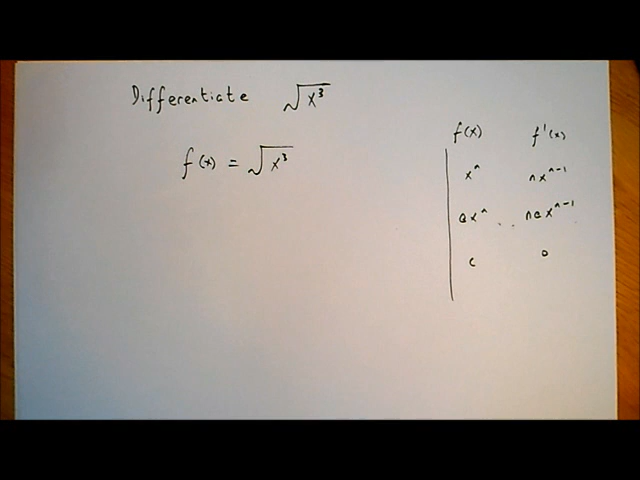 Differentiate √x³
f(x) = √x³
f(x) f'(x)
xⁿ nxⁿ⁻¹
axⁿ naxⁿ⁻¹
c 0